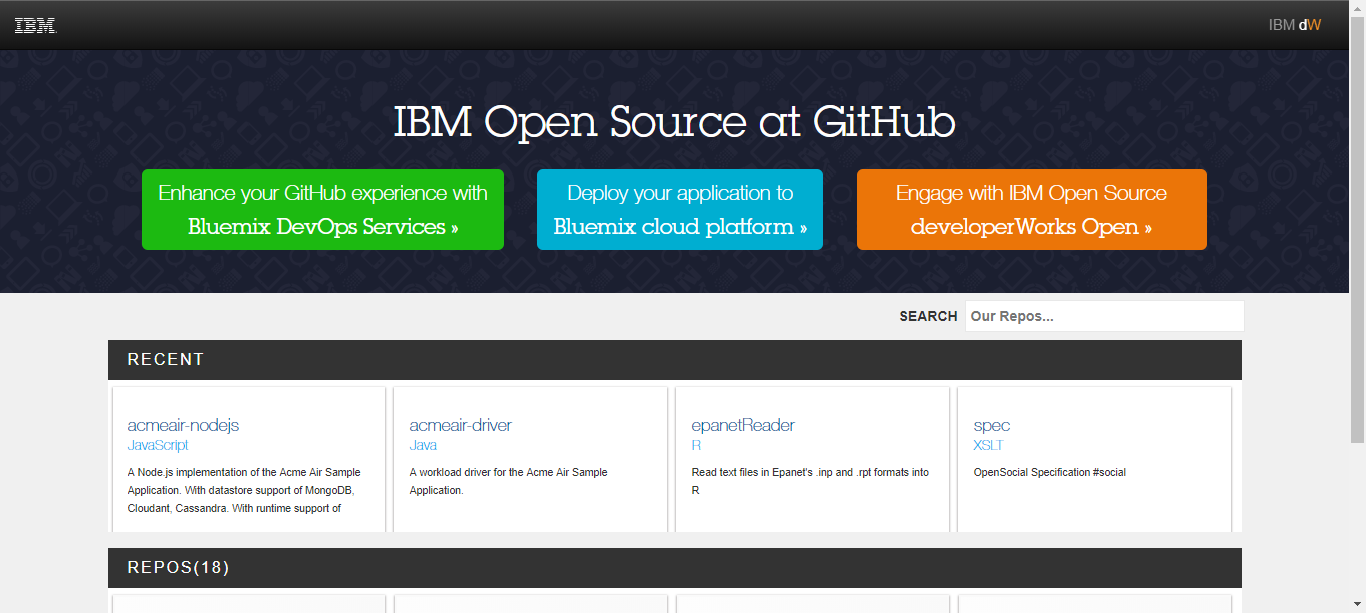 IBM
IBM dW
IBM Open Source at GitHub
Enhance your GitHub experience with
Bluemix DevOps Services »
Deploy your application to
Bluemix cloud platform »
Engage with IBM Open Source
developerWorks Open »
SEARCH Our Repos...
RECENT
acmeair-nodejs
JavaScript
A Node.js implementation of the Acme Air Sample
Application. With datastore support of MongoDB,
Cloudant, Cassandra. With runtime support of
acmeair-driver
Java
A workload driver for the Acme Air Sample
Application.
epanetReader
R
Read text files in Epanet's .inp and .rpt formats into
R
spec
XSLT
OpenSocial Specification #social
REPOS(18)